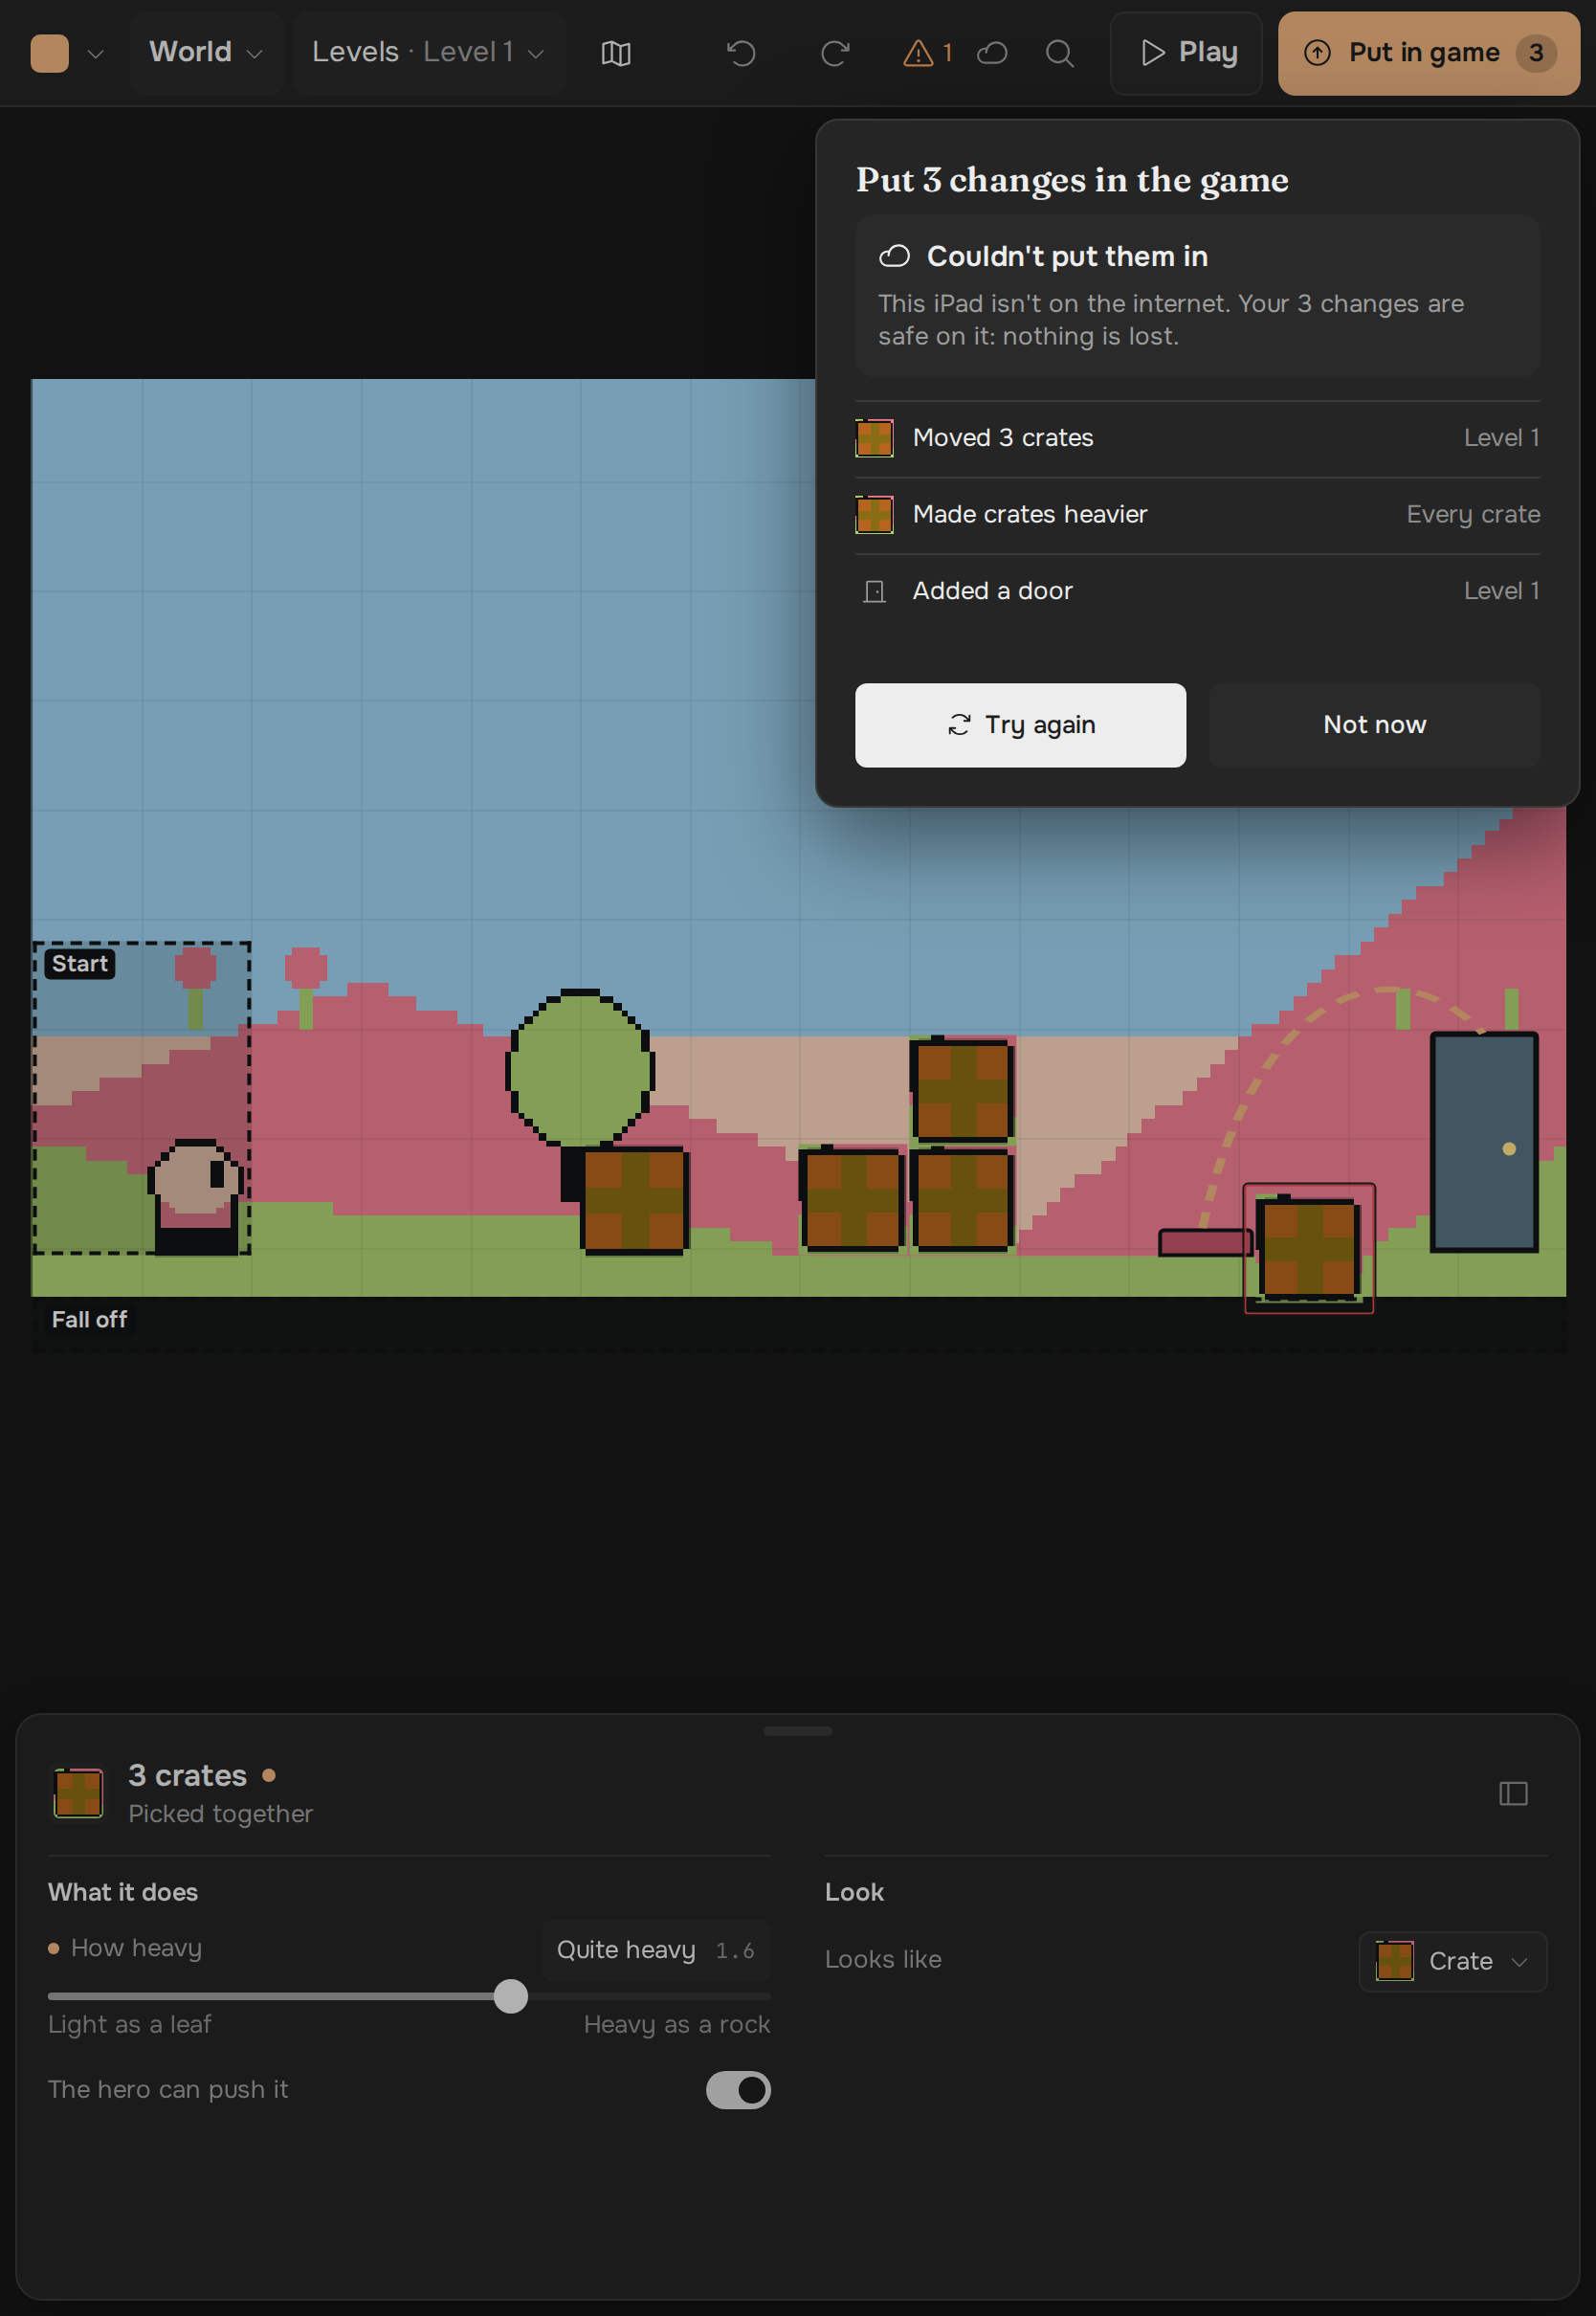 World
Levels · Level 1
1
Play
Put in game 3
Put 3 changes in the game
Couldn't put them in
This iPad isn't on the internet. Your 3 changes are
safe on it: nothing is lost.
Moved 3 crates Level 1
Made crates heavier Every crate
Added a door Level 1
Try again
Not now
Start
Fall off
3 crates
Picked together
What it does
How heavy Quite heavy 1.6
Light as a leaf Heavy as a rock
The hero can push it
Look
Looks like Crate